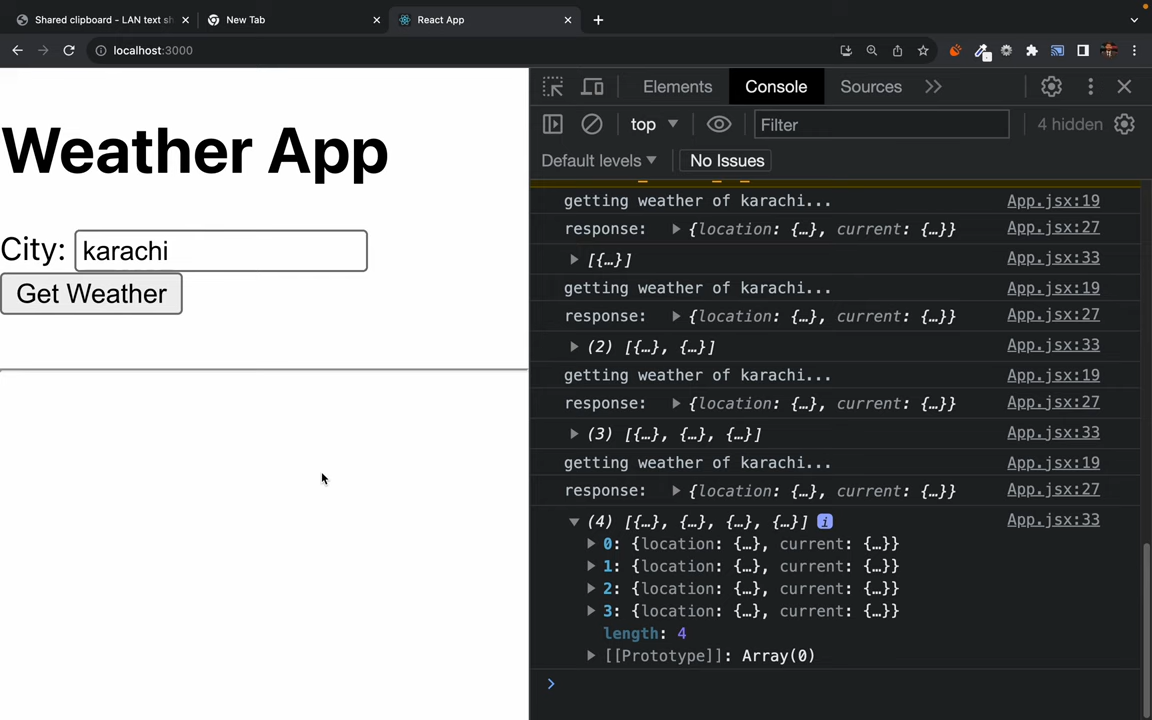 Shared clipboard - LAN text sh
New Tab
React App
localhost:3000
Weather App
City: karachi
Get Weather
Elements Console Sources
top Filter 4 hidden
Default levels No Issues
getting weather of karachi... App.jsx:19
response: {location: {…}, current: {…}} App.jsx:27
[{…}] App.jsx:33
getting weather of karachi... App.jsx:19
response: {location: {…}, current: {…}} App.jsx:27
(2) [{…}, {…}] App.jsx:33
getting weather of karachi... App.jsx:19
response: {location: {…}, current: {…}} App.jsx:27
(3) [{…}, {…}, {…}] App.jsx:33
getting weather of karachi... App.jsx:19
response: {location: {…}, current: {…}} App.jsx:27
(4) [{…}, {…}, {…}, {…}] i App.jsx:33
0: {location: {…}, current: {…}}
1: {location: {…}, current: {…}}
2: {location: {…}, current: {…}}
3: {location: {…}, current: {…}}
length: 4
[[Prototype]]: Array(0)